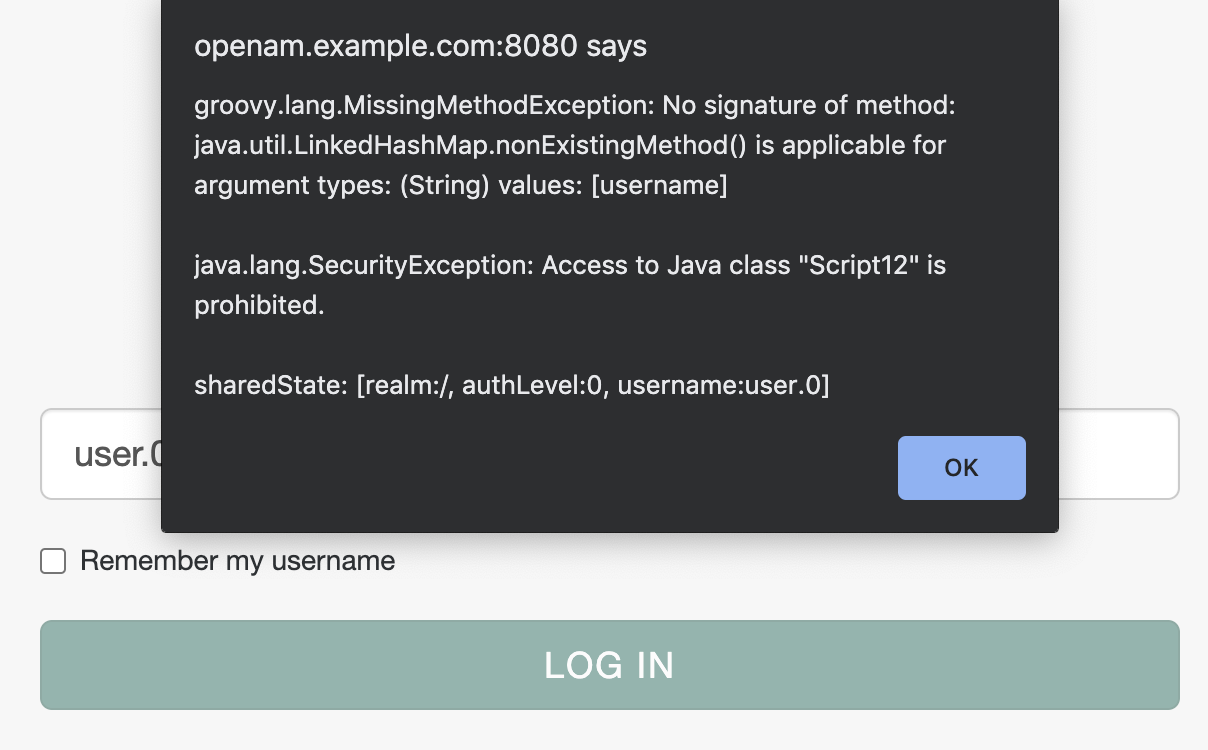 openam.example.com:8080 says
groovy.lang.MissingMethodException: No signature of method:
java.util.LinkedHashMap.nonExistingMethod() is applicable for
argument types: (String) values: [username]
java.lang.SecurityException: Access to Java class "Script12" is
prohibited.
sharedState: [realm:/, authLevel:0, username:user.0]
OK
user.0
Remember my username
LOG IN